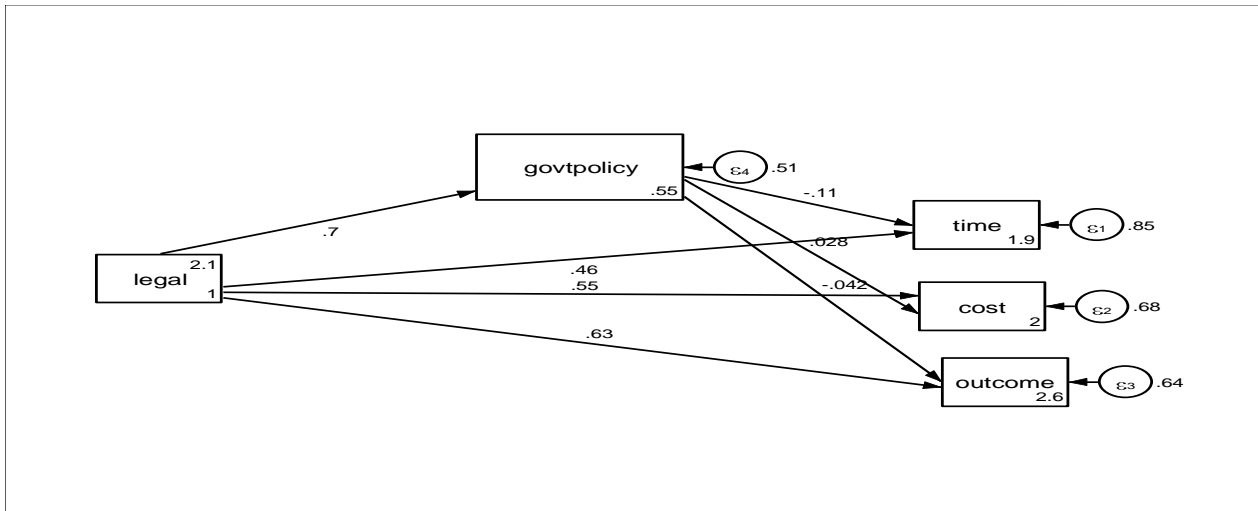 govtpolicy
.55
ε4
.51
-.11
time
1.9
ε1
.85
.7
.028
legal
2.1
1
.46
.55
-.042
cost
2
ε2
.68
.63
outcome
2.6
ε3
.64